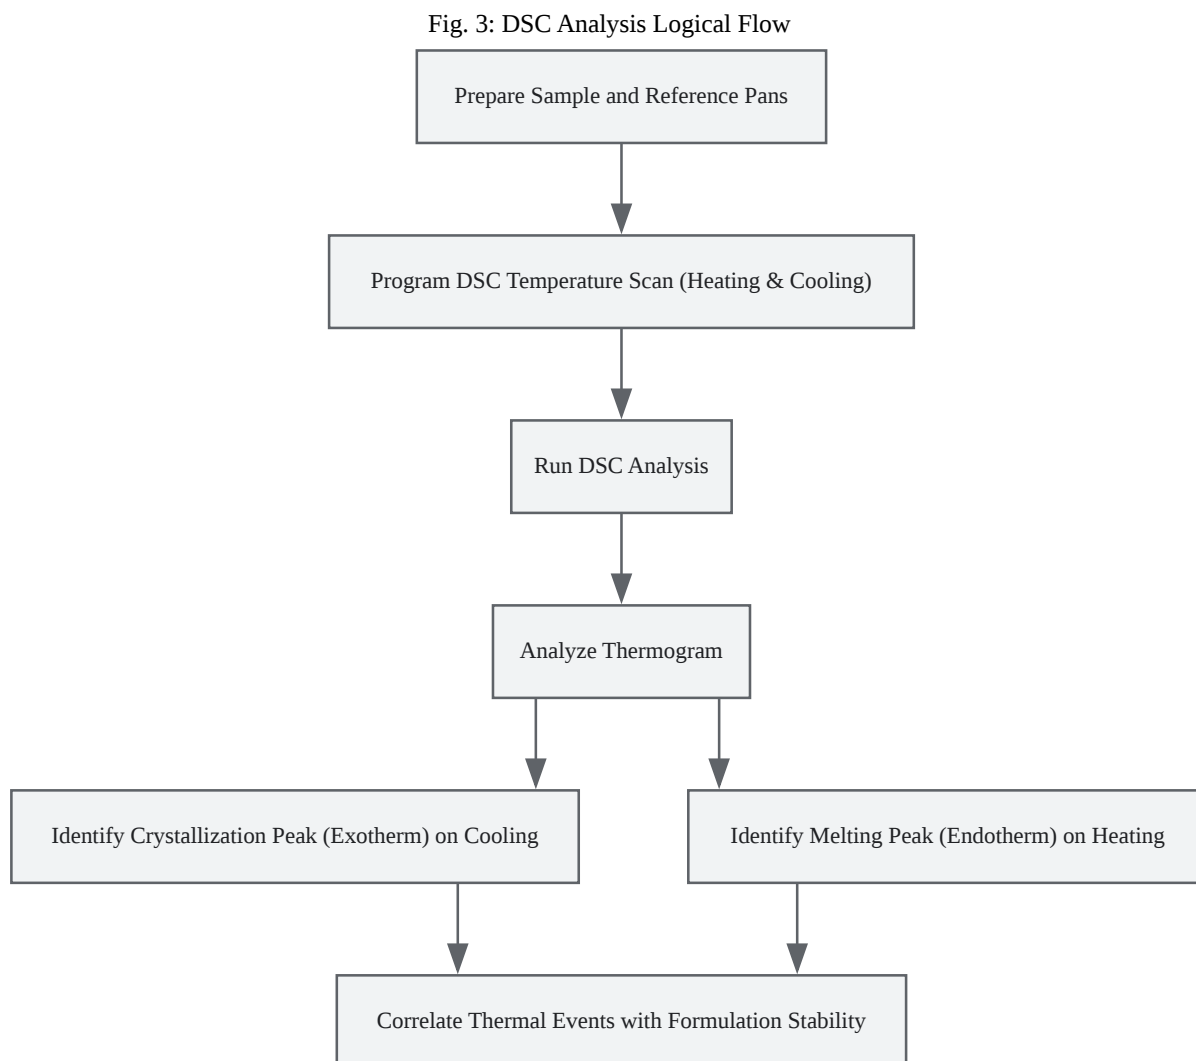 Fig. 3: DSC Analysis Logical Flow
Prepare Sample and Reference Pans
Program DSC Temperature Scan (Heating & Cooling)
Run DSC Analysis
Analyze Thermogram
Identify Crystallization Peak (Exotherm) on Cooling
Identify Melting Peak (Endotherm) on Heating
Correlate Thermal Events with Formulation Stability